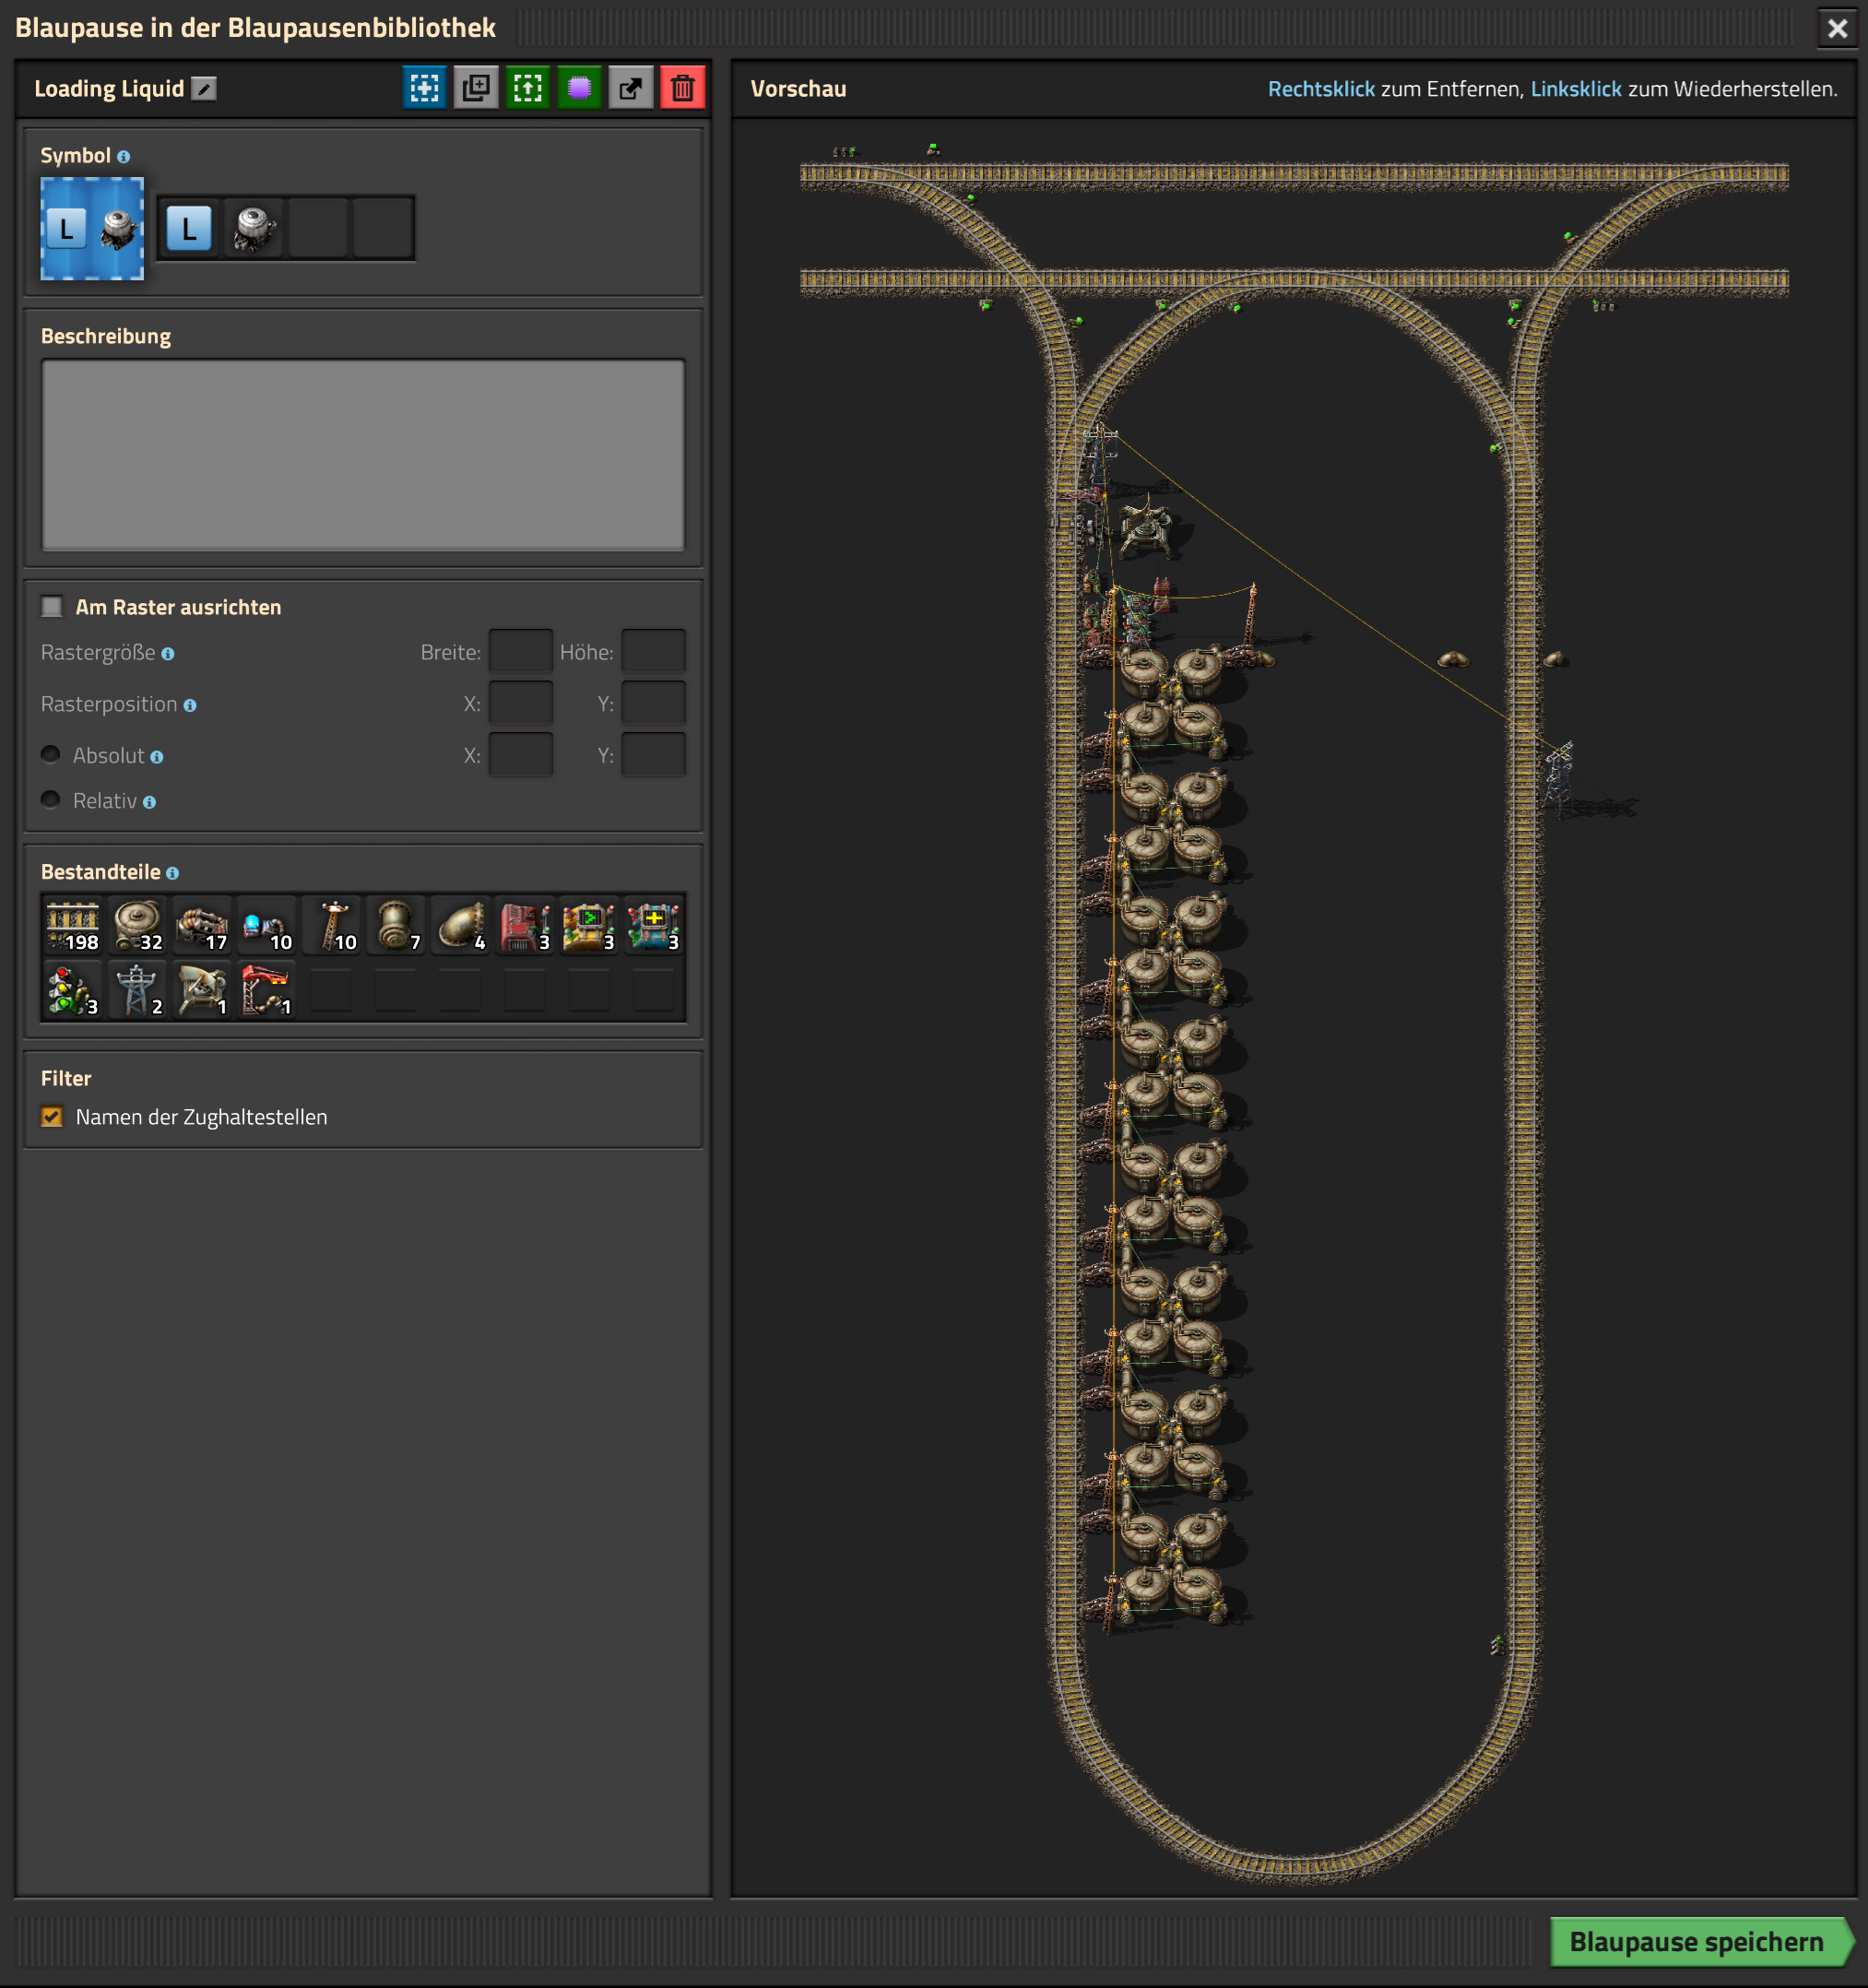 Blaupause in der Blaupausenbibliothek
Loading Liquid
Vorschau
Rechtsklick zum Entfernen, Linksklick zum Wiederherstellen.
Symbol
L
L
Beschreibung
Am Raster ausrichten
Rastergröße Breite: Höhe:
Rasterposition X: Y:
Absolut X: Y:
Relativ
Bestandteile
198 32 17 10 10 7 4 3 3 3
3 2 1 1
Filter
Namen der Zughaltestellen
Blaupause speichern